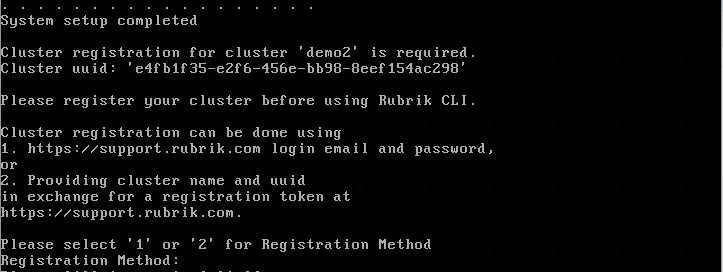 . . . . . . . . . . . . . . . . . .
System setup completed
Cluster registration for cluster 'demo2' is required.
Cluster uuid: 'e4fb1f35-e2f6-456e-bb98-8eef154ac298'
Please register your cluster before using Rubrik CLI.
Cluster registration can be done using
1. https://support.rubrik.com login email and password,
or
2. Providing cluster name and uuid
in exchange for a registration token at
https://support.rubrik.com.
Please select '1' or '2' for Registration Method
Registration Method: